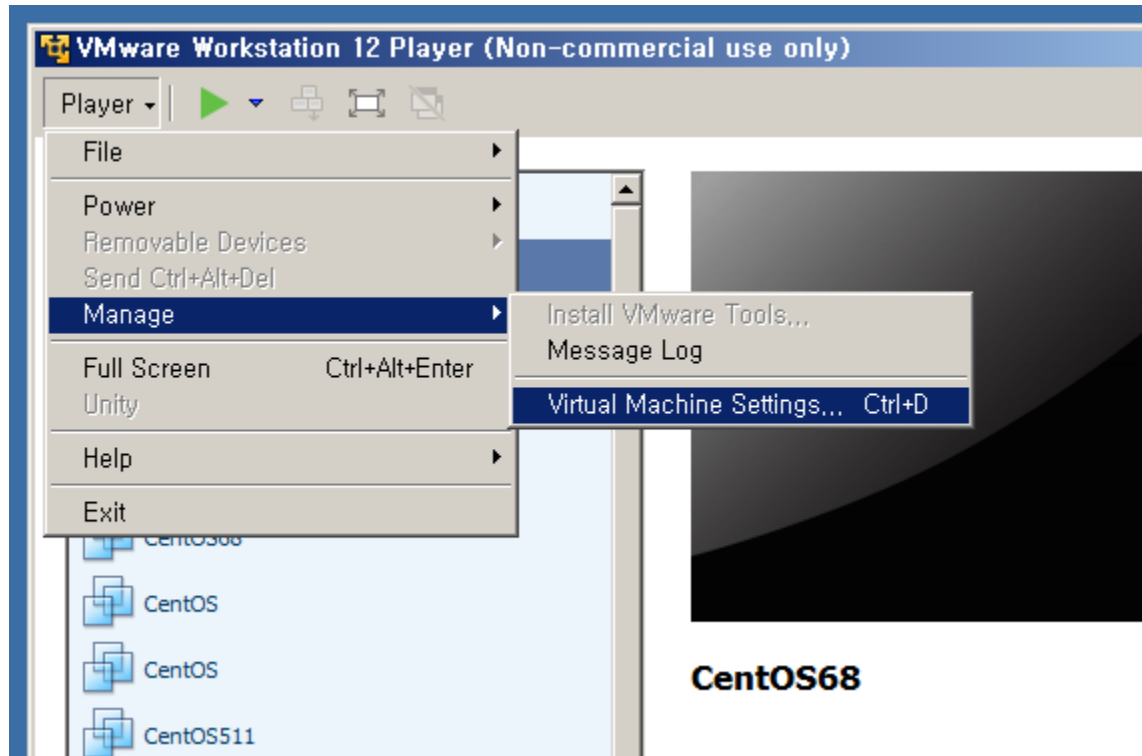 VMware Workstation 12 Player (Non-commercial use only)
Player
File
Power
Removable Devices
Send Ctrl+Alt+Del
Manage
Install VMware Tools...
Message Log
Full Screen Ctrl+Alt+Enter
Virtual Machine Settings... Ctrl+D
Unity
Help
Exit
CentOS68
CentOS
CentOS
CentOS68
CentOS511